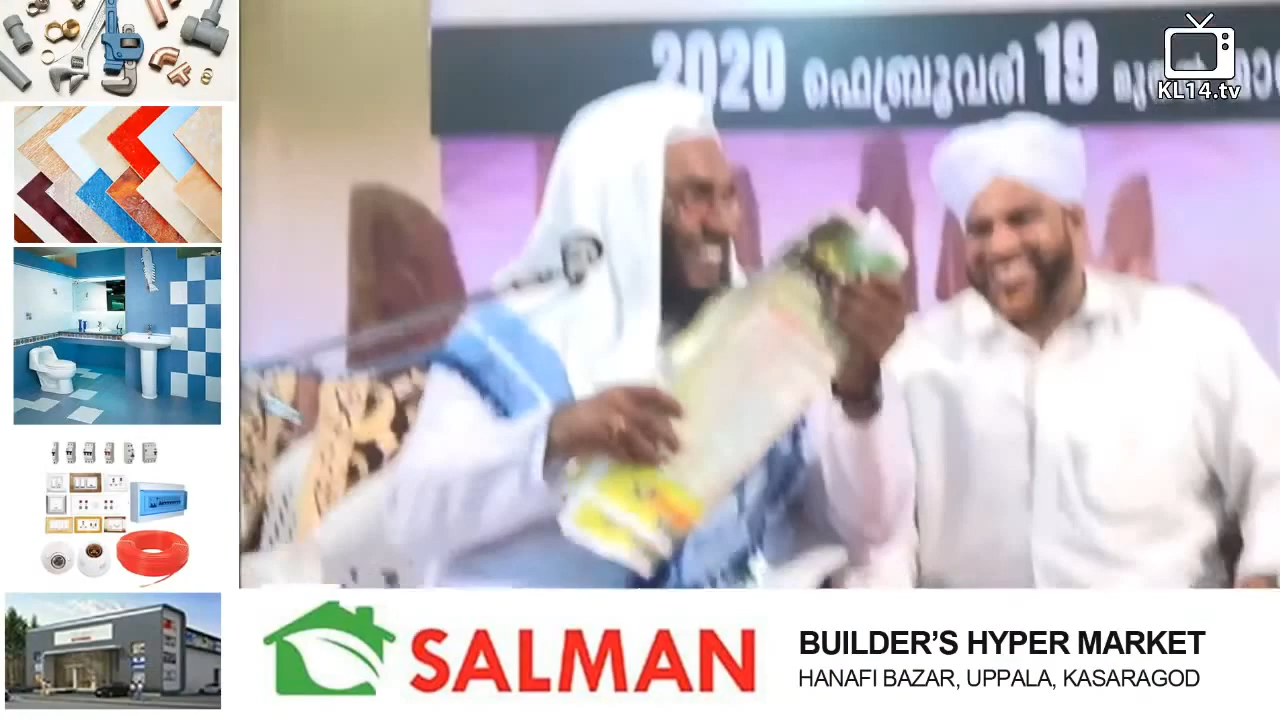 2020 ഫെബ്രുവരി 19
KL14.tv
SALMAN
BUILDER’S HYPER MARKET
HANAFI BAZAR, UPPALA, KASARAGOD